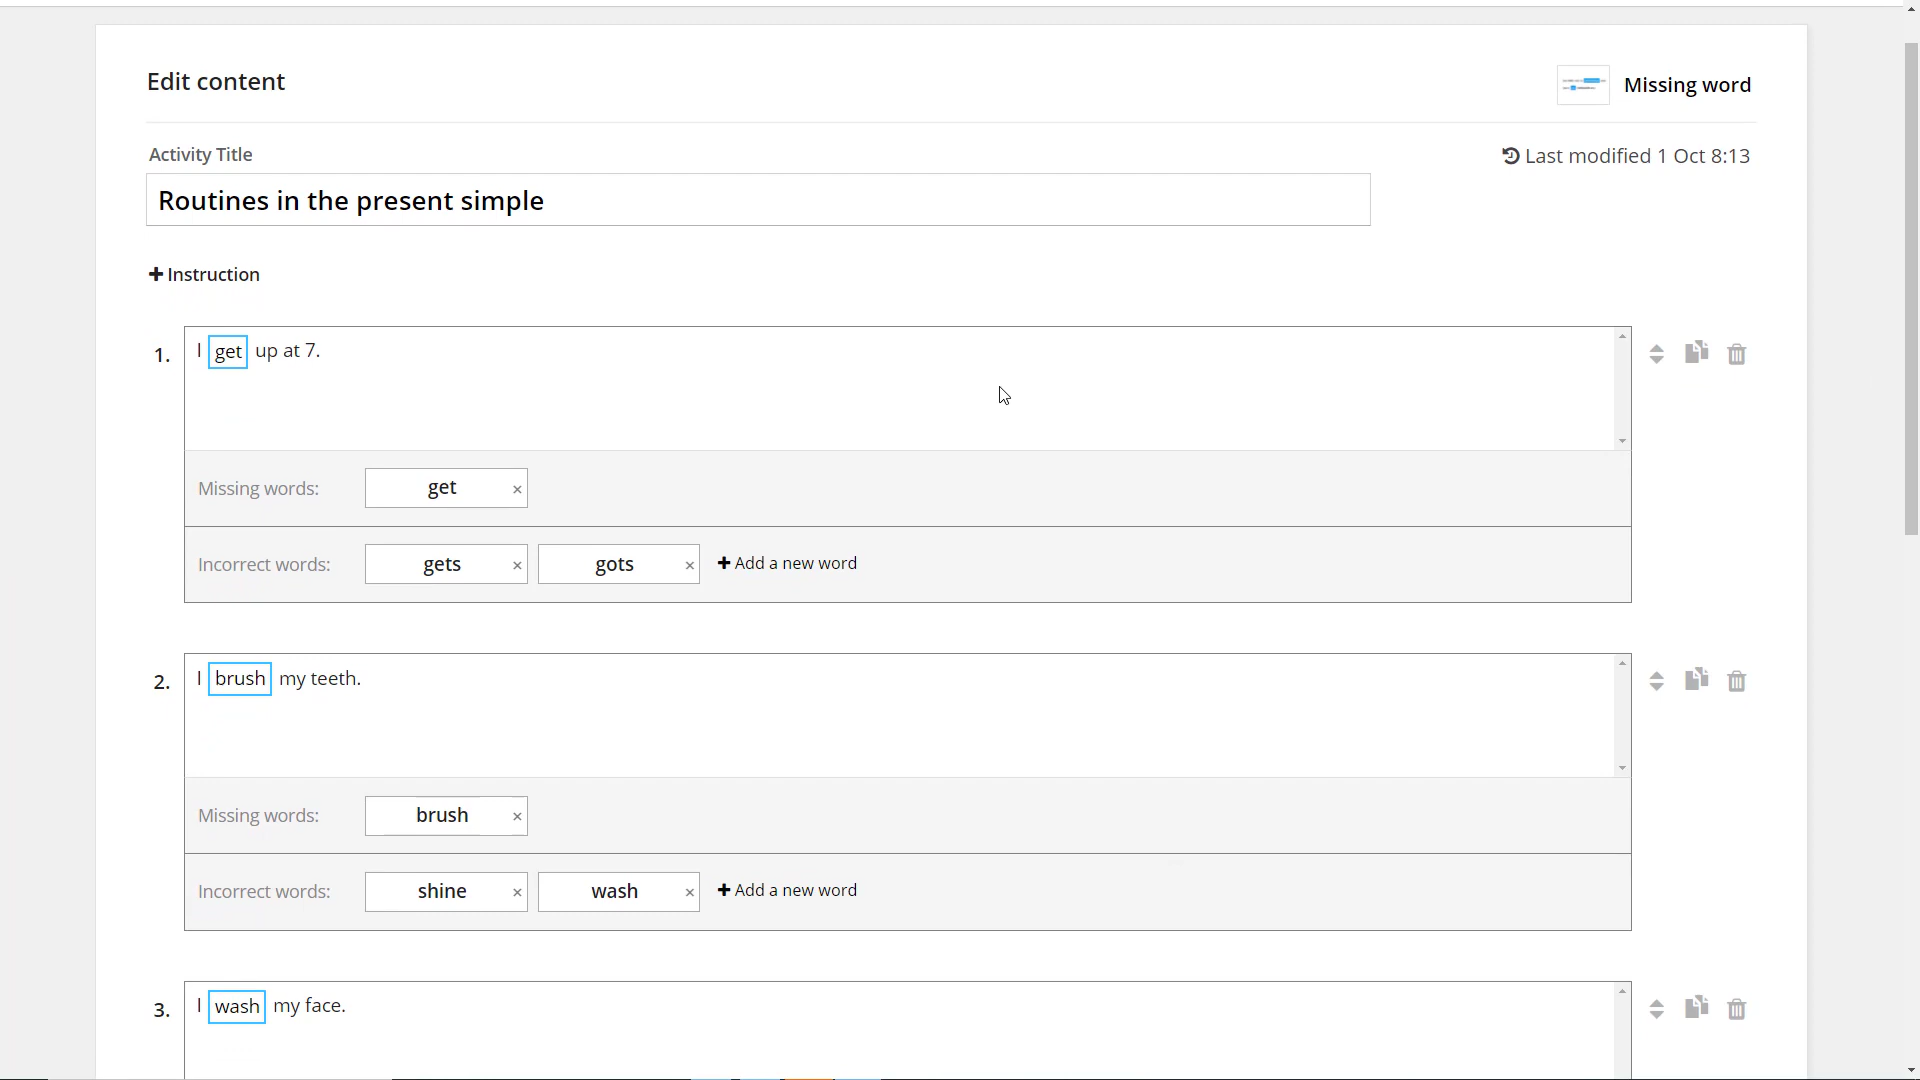 Edit content
Missing word
Activity Title
Last modified 1 Oct 8:13
Routines in the present simple
+ Instruction
1. I get up at 7.
Missing words: get ×
Incorrect words: gets × gots × + Add a new word
2. I brush my teeth.
Missing words: brush ×
Incorrect words: shine × wash × + Add a new word
3. I wash my face.